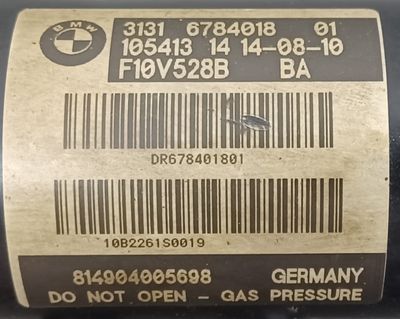 BMW
3131 6784018 01
105413 14 14-08-10
F10V528B BA
DR678401801
10B2261S0019
814904005698 GERMANY
DO NOT OPEN - GAS PRESSURE